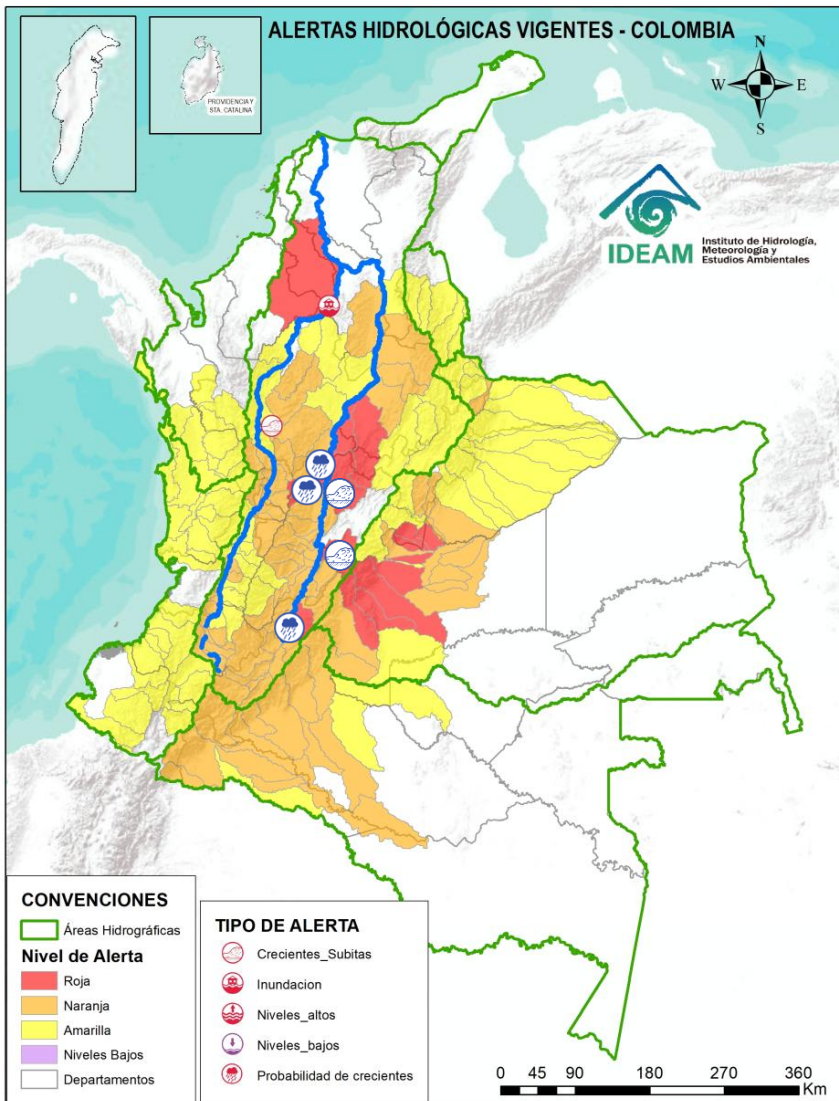 ALERTAS HIDROLÓGICAS VIGENTES - COLOMBIA
PROVIDENCIA Y
STA. CATALINA
N
W
E
S
IDEAM
Instituto de Hidrología,
Meteorología y
Estudios Ambientales
CONVENCIONES
Áreas Hidrográficas
Nivel de Alerta
Roja
Naranja
Amarilla
Niveles Bajos
Departamentos
TIPO DE ALERTA
Crecientes_Subitas
Inundacion
Niveles_altos
Niveles_bajos
Probabilidad de crecientes
0 45 90 180 270 360
Km